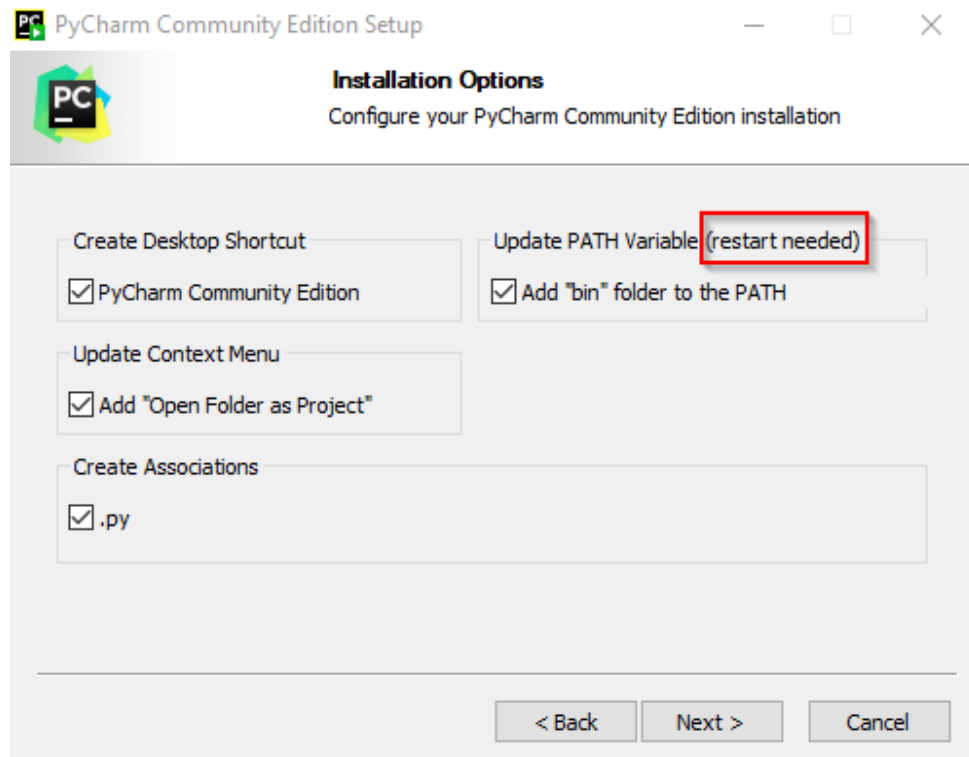 PyCharm Community Edition Setup
Installation Options
Configure your PyCharm Community Edition installation
Create Desktop Shortcut
PyCharm Community Edition
Update PATH Variable (restart needed)
Add "bin" folder to the PATH
Update Context Menu
Add "Open Folder as Project"
Create Associations
.py
< Back
Next >
Cancel
PC
PC